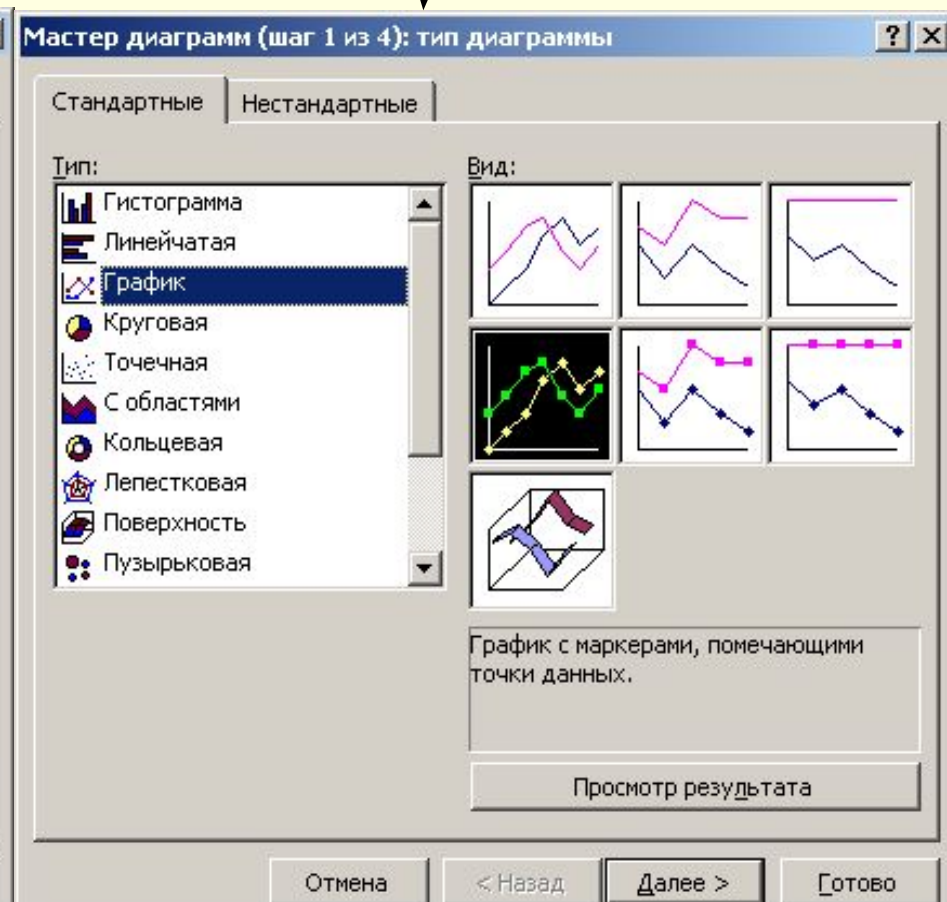 Мастер диаграмм (шаг 1 из 4): тип диаграммы
Стандартные
Нестандартные
Тип:
Гистограмма
Линейчатая
График
Круговая
Точечная
С областями
Кольцевая
Лепестковая
Поверхность
Пузырьковая
Вид:
График с маркерами, помечающими
точки данных.
Просмотр результата
Отмена
< Назад
Далее >
Готово